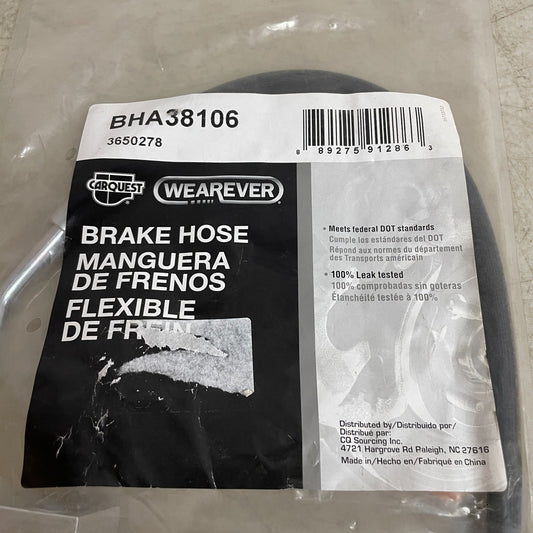 BHA38106
3650278
8 89275 91286 3
CARQUEST
WEAREVER
BRAKE HOSE
MANGUERA
DE FRENOS
FLEXIBLE
DE FREIN
• Meets federal DOT standards
Cumple los estándares del DOT
Répond aux normes du département
des Transports américain
• 100% Leak tested
100% comprobadas sin goteras
Étanchéité testée à 100%
Distributed by/Distribuido por/
Distribué par:
CQ Sourcing Inc.
4721 Hargrove Rd Raleigh, NC 27616
Made in/Hecho en/Fabriqué en China